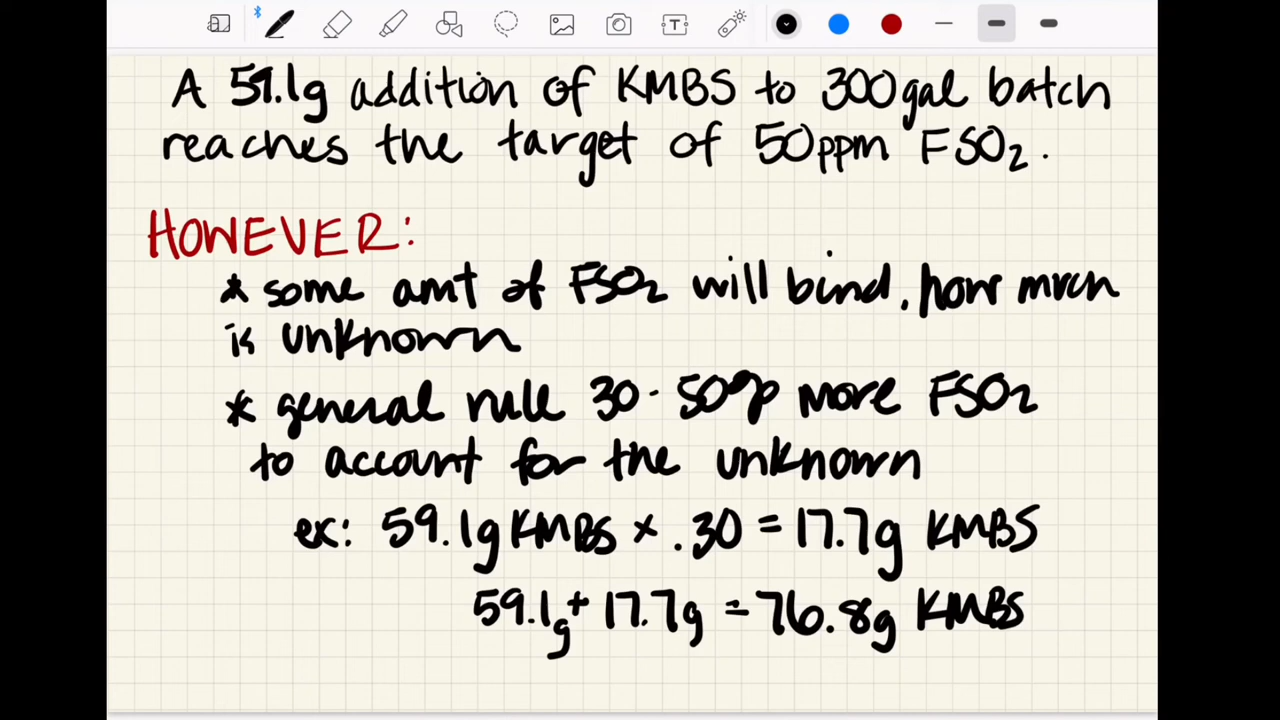 A 59.1g addition of KMBS to 300gal batch
reaches the target of 50ppm FSO₂.
HOWEVER:
* some amt of FSO₂ will bind, how much
is unknown
* general rule 30-50% more FSO₂
to account for the unknown
ex: 59.1g KMBS x .30 = 17.7g KMBS
59.1g + 17.7g = 76.8g KMBS